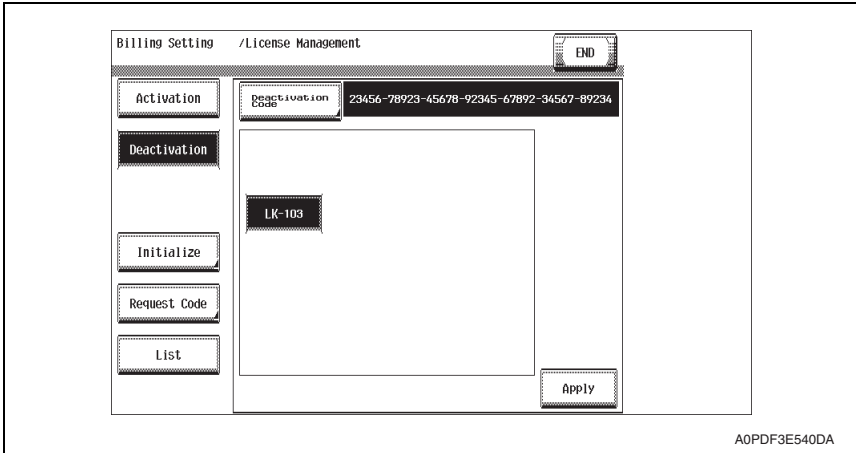 Billing Setting /License Management
END
Activation
Deactivation Code 23456-78923-45678-92345-67892-34567-89234
Deactivation
LK-103
Initialize
Request Code
List
Apply
A0PDF3E540DA